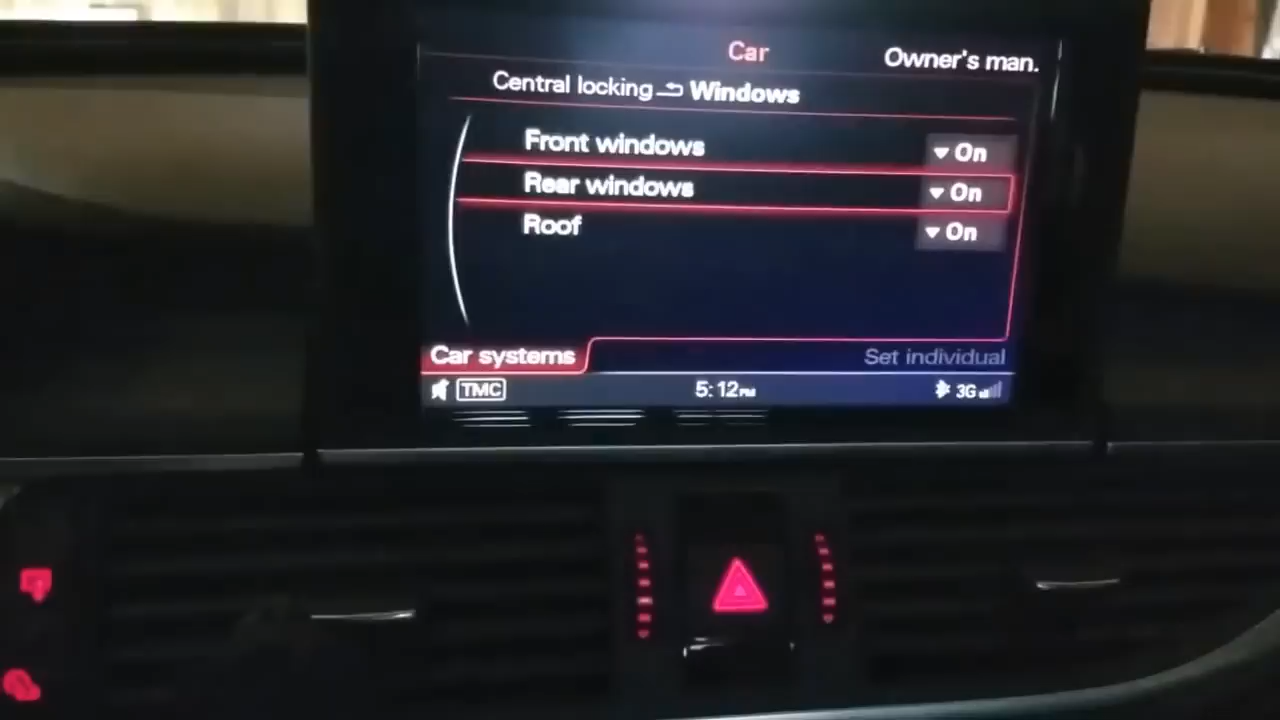 Car
Owner's man.
Central locking Windows
Front windows On
Rear windows On
Roof On
Car systems
Set individual
TMC 5:12PM 3G